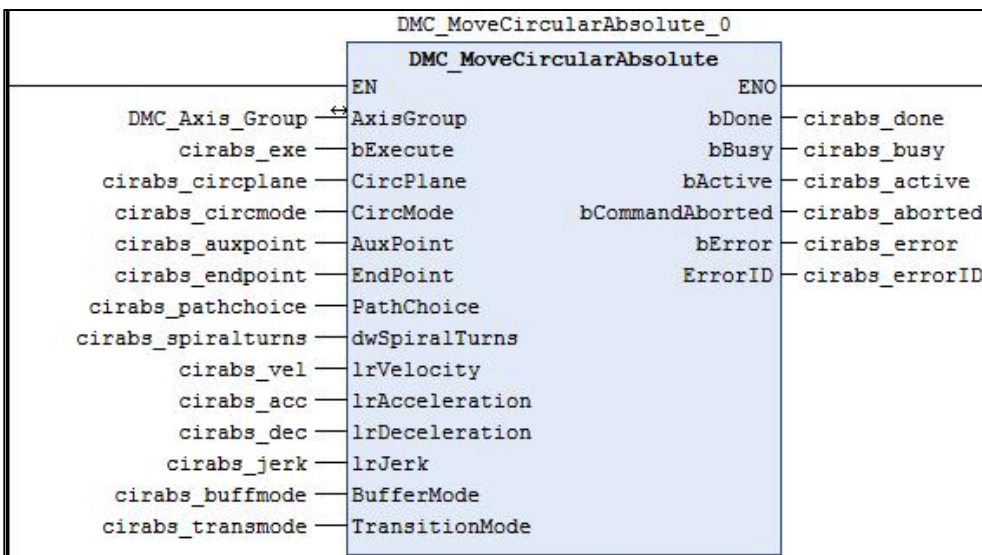 DMC_MoveCircularAbsolute_0
DMC_MoveCircularAbsolute
EN ENO
DMC_Axis_Group AxisGroup bDone cirabs_done
cirabs_exe bExecute bBusy cirabs_busy
cirabs_circplane CircPlane bActive cirabs_active
cirabs_circmode CircMode bCommandAborted cirabs_aborted
cirabs_auxpoint AuxPoint bError cirabs_error
cirabs_endpoint EndPoint ErrorID cirabs_errorID
cirabs_pathchoice PathChoice
cirabs_spiralturns dwSpiralTurns
cirabs_vel lrVelocity
cirabs_acc lrAcceleration
cirabs_dec lrDeceleration
cirabs_jerk lrJerk
cirabs_buffmode BufferMode
cirabs_transmode TransitionMode